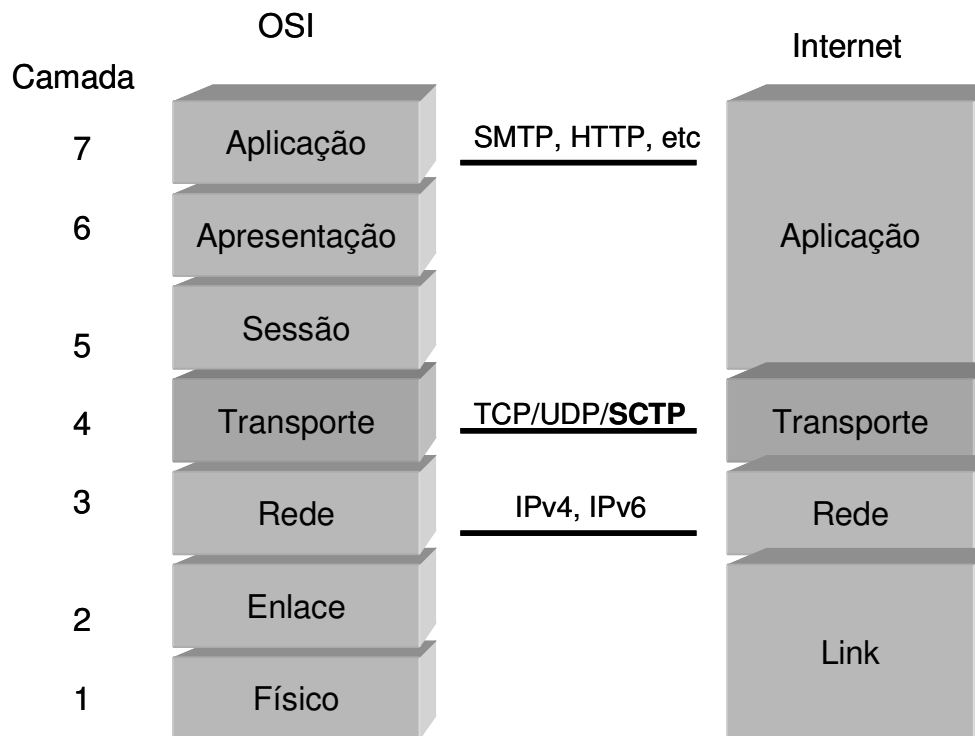 OSI
Internet
Camada
7
Aplicação
SMTP, HTTP, etc
6
Apresentação
Aplicação
5
Sessão
4
Transporte
TCP/UDP/SCTP
Transporte
3
Rede
IPv4, IPv6
Rede
2
Enlace
Link
1
Físico